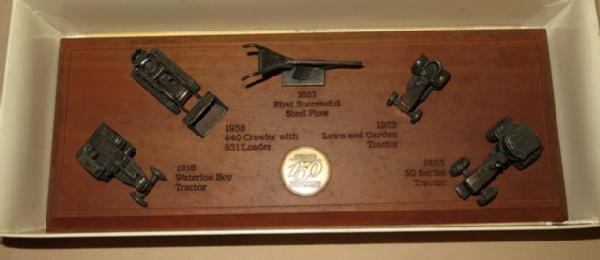 1837
First Successful
Steel Plow
1958
440 Crawler with
831 Loader
1963
Lawn and Garden
Tractor
1918
Waterloo Boy
Tractor
150
50 Series
Tractor